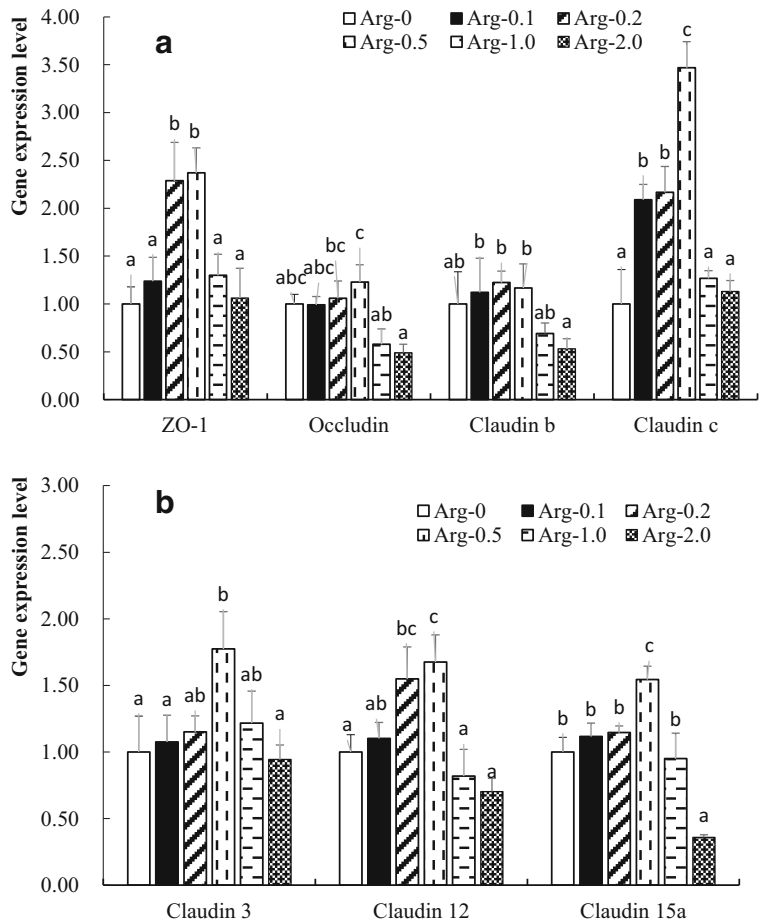 a
Arg-0 Arg-0.1 Arg-0.2
Arg-0.5 Arg-1.0 Arg-2.0
Gene expression level
4.00
3.50
3.00
2.50
2.00
1.50
1.00
0.50
0.00
a a b b a a
abc abc bc c ab a
ab b b b ab a
a b b c a a
ZO-1 Occludin Claudin b Claudin c
b
Arg-0 Arg-0.1 Arg-0.2
Arg-0.5 Arg-1.0 Arg-2.0
Gene expression level
3.00
2.50
2.00
1.50
1.00
0.50
0.00
a a ab b ab a
a ab bc c a a
b b b c b a
Claudin 3 Claudin 12 Claudin 15a